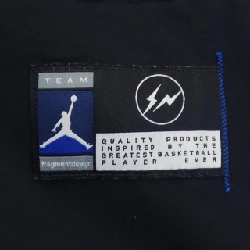 TEAM
fragmentdesign
QUALITY PRODUCTS
INSPIRED BY THE
GREATEST BASKETBALL
PLAYER EVER